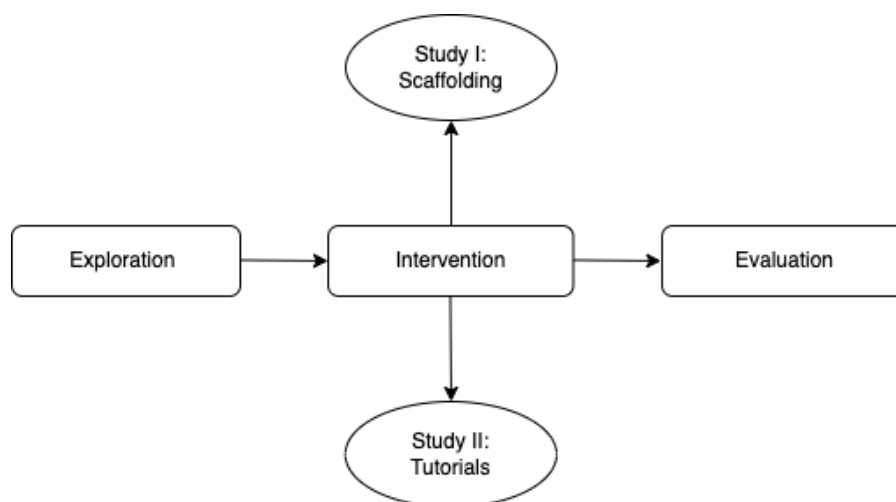 Study I:
Scaffolding
Exploration
Intervention
Evaluation
Study II:
Tutorials